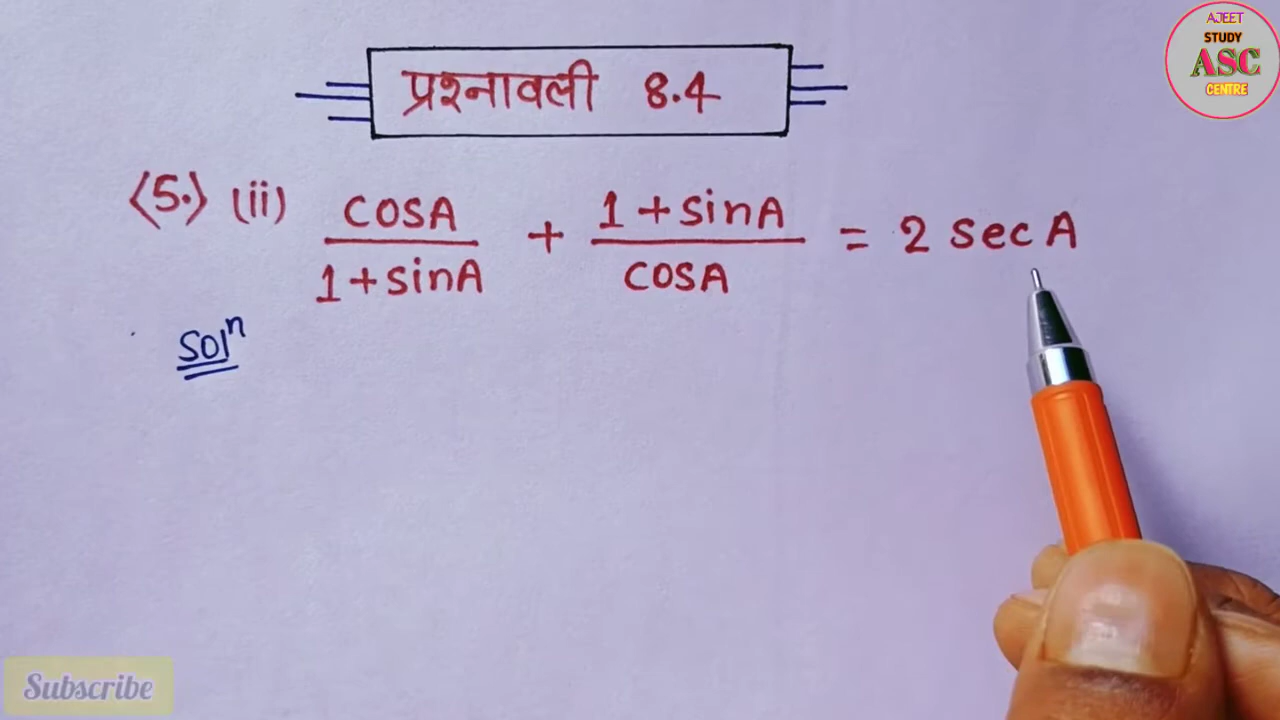 AJEET
STUDY
ASC
CENTRE
प्रश्नावली 8.4
<5.> (ii) cosA/1+sinA + 1+sinA/cosA = 2 secA
Solⁿ
Subscribe